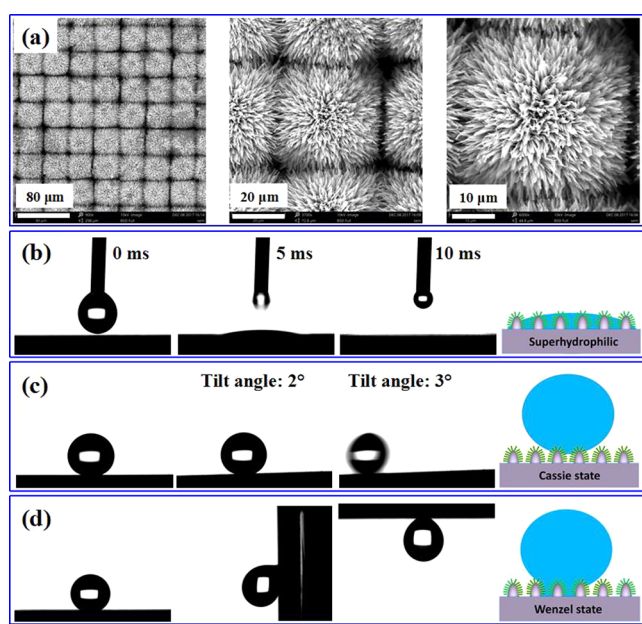 (a)
80 μm
20 μm
10 μm
(b)
0 ms
5 ms
10 ms
Superhydrophilic
(c)
Tilt angle: 2°
Tilt angle: 3°
Cassie state
(d)
Wenzel state